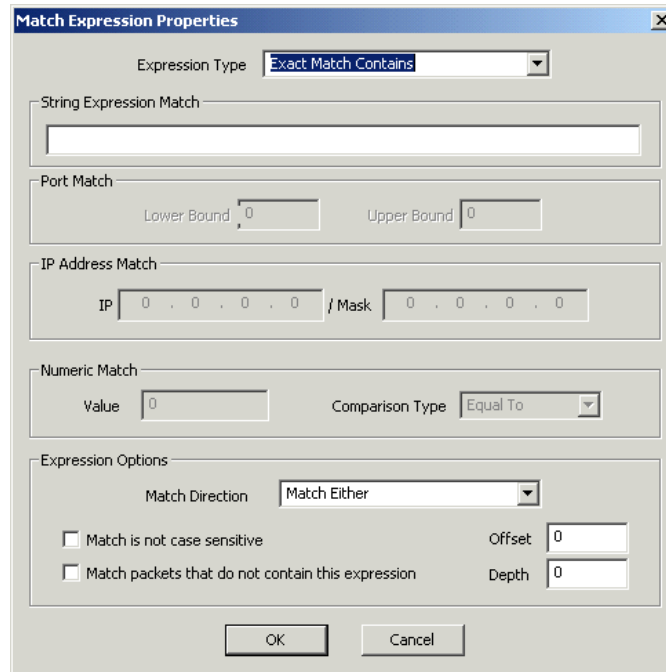 Match Expression Properties
Expression Type Exact Match Contains
String Expression Match
Port Match
Lower Bound 0 Upper Bound 0
IP Address Match
IP 0 . 0 . 0 . 0 / Mask 0 . 0 . 0 . 0
Numeric Match
Value 0 Comparison Type Equal To
Expression Options
Match Direction Match Either
Match is not case sensitive Offset 0
Match packets that do not contain this expression Depth 0
OK Cancel